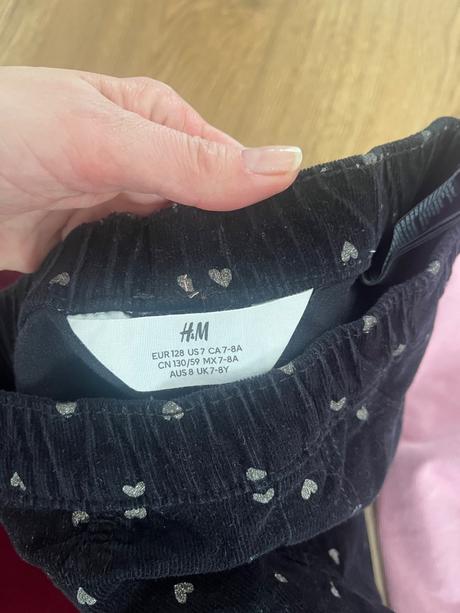 H&M
EUR 128 US 7 CA 7-8A
CN 130/59 MX 7-8A
AUS 8 UK 7-8Y